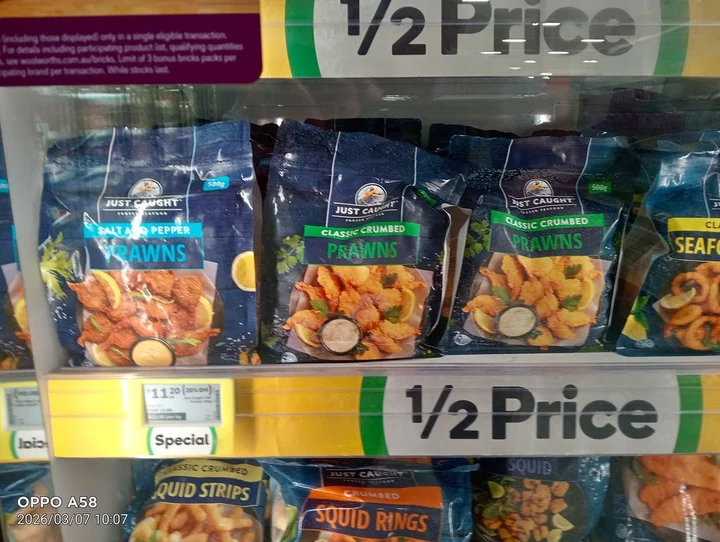 (including those displayed) only in a single eligible transaction.
For details including participating product list, qualifying quantities
see woolworths.com.au/bricks. Limit of 3 bonus bricks packs per
brand per transaction. While stocks last.
1/2 Price
500g
JUST CAUGHT
SALT AND PEPPER
PRAWNS
JUST CAUGHT
CLASSIC CRUMBED
PRAWNS
500g
JUST CAUGHT
CLASSIC CRUMBED
PRAWNS
CLASSIC
SEAFO
$11.20
Special
1/2 Price
CLASSIC CRUMBED
SQUID STRIPS
JUST CAUGHT
CRUMBED
SQUID RINGS
SQUID
OPPO A58
2026/03/07 10:07